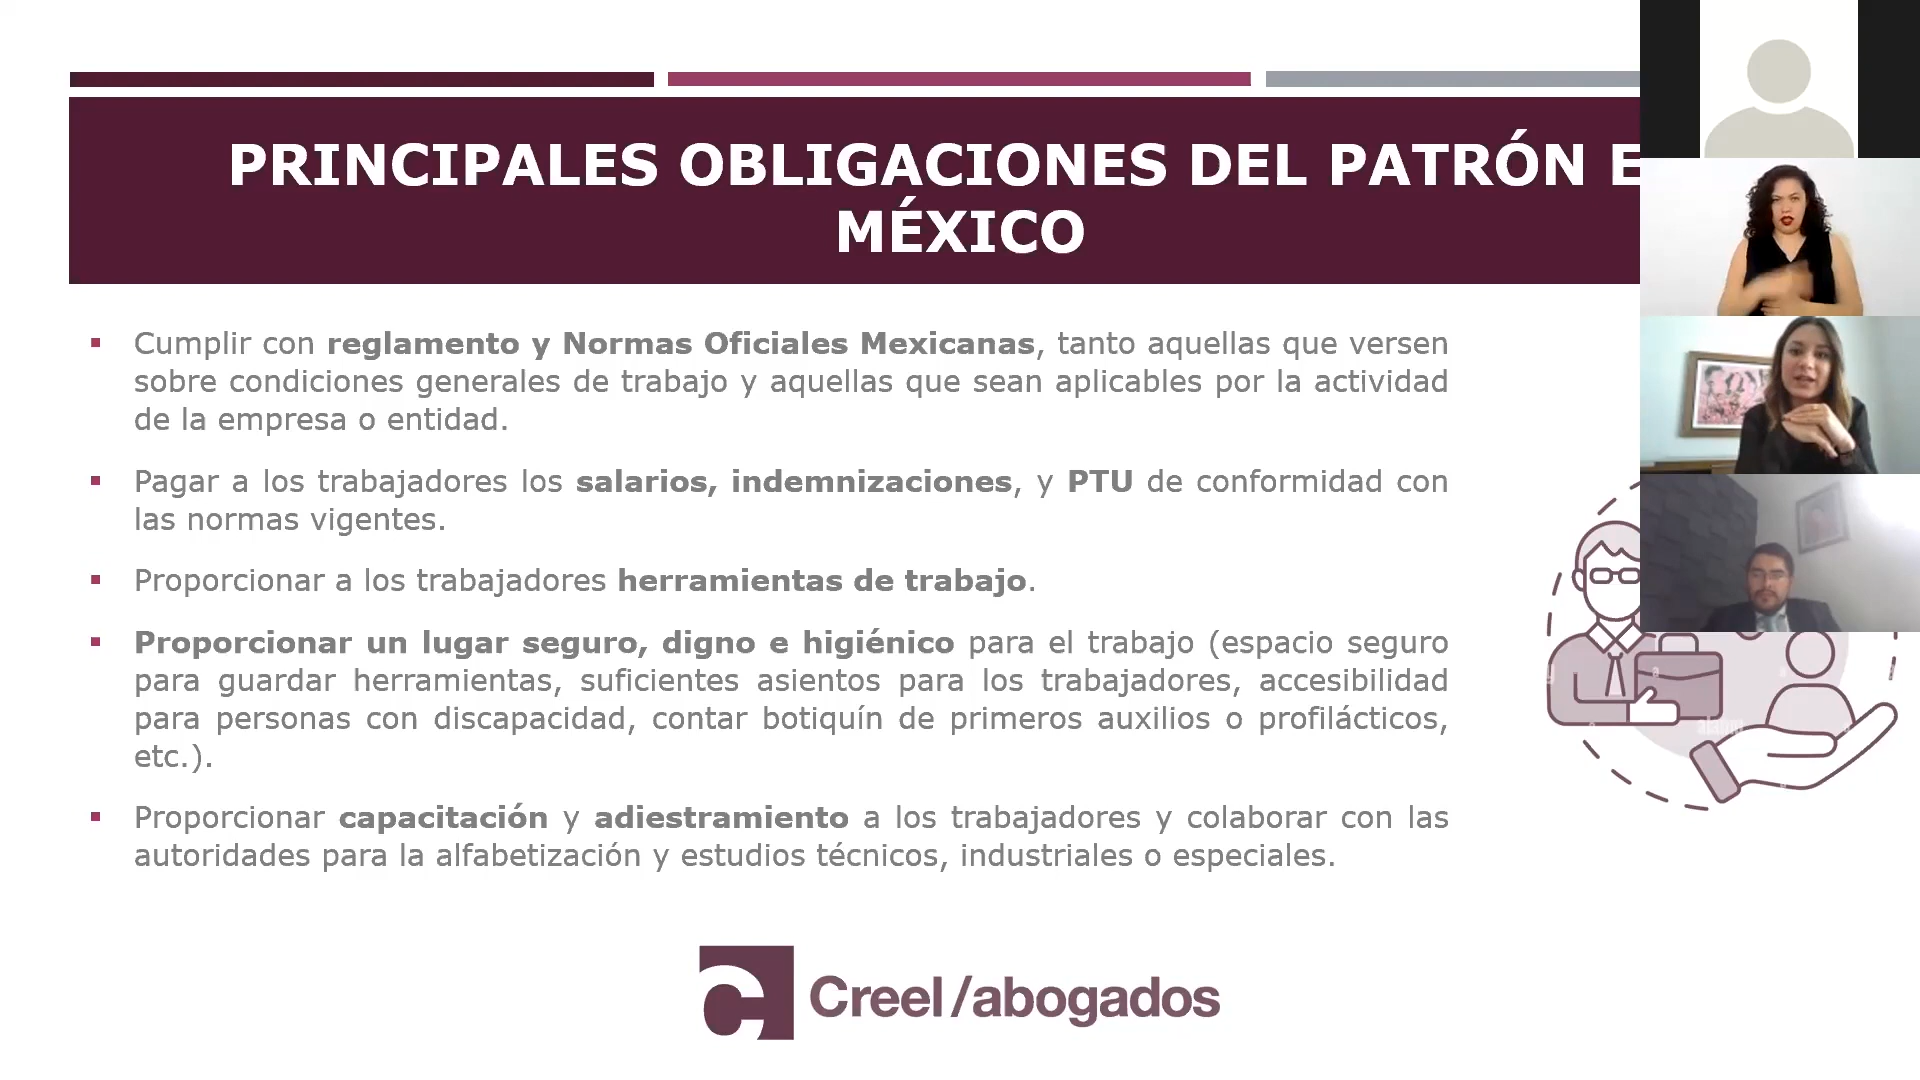 PRINCIPALES OBLIGACIONES DEL PATRÓN E
MÉXICO
▪ Cumplir con reglamento y Normas Oficiales Mexicanas, tanto aquellas que versen
sobre condiciones generales de trabajo y aquellas que sean aplicables por la actividad
de la empresa o entidad.
▪ Pagar a los trabajadores los salarios, indemnizaciones, y PTU de conformidad con
las normas vigentes.
▪ Proporcionar a los trabajadores herramientas de trabajo.
▪ Proporcionar un lugar seguro, digno e higiénico para el trabajo (espacio seguro
para guardar herramientas, suficientes asientos para los trabajadores, accesibilidad
para personas con discapacidad, contar botiquín de primeros auxilios o profilácticos,
etc.).
▪ Proporcionar capacitación y adiestramiento a los trabajadores y colaborar con las
autoridades para la alfabetización y estudios técnicos, industriales o especiales.
Creel/abogados